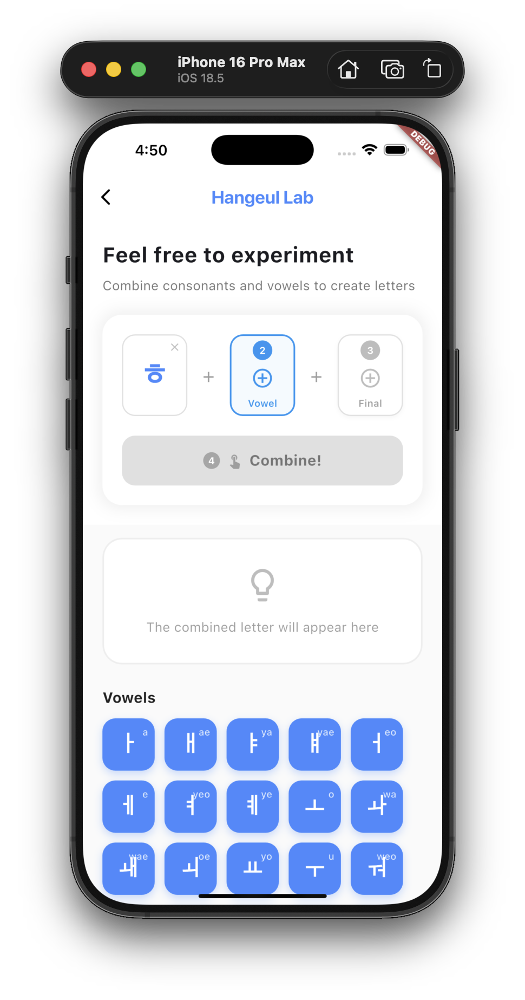 iPhone 16 Pro Max
iOS 18.5
4:50
DEBUG
Hangeul Lab
Feel free to experiment
Combine consonants and vowels to create letters
ㅎ + 2 Vowel + 3 Final
4 Combine!
The combined letter will appear here
Vowels
ㅏ a ㅐ ae ㅑ ya ㅒ yae ㅓ eo
ㅔ e ㅕ yeo ㅖ ye ㅗ o ㅘ wa
ㅙ wae ㅚ oe ㅛ yo ㅜ u ㅝ weo